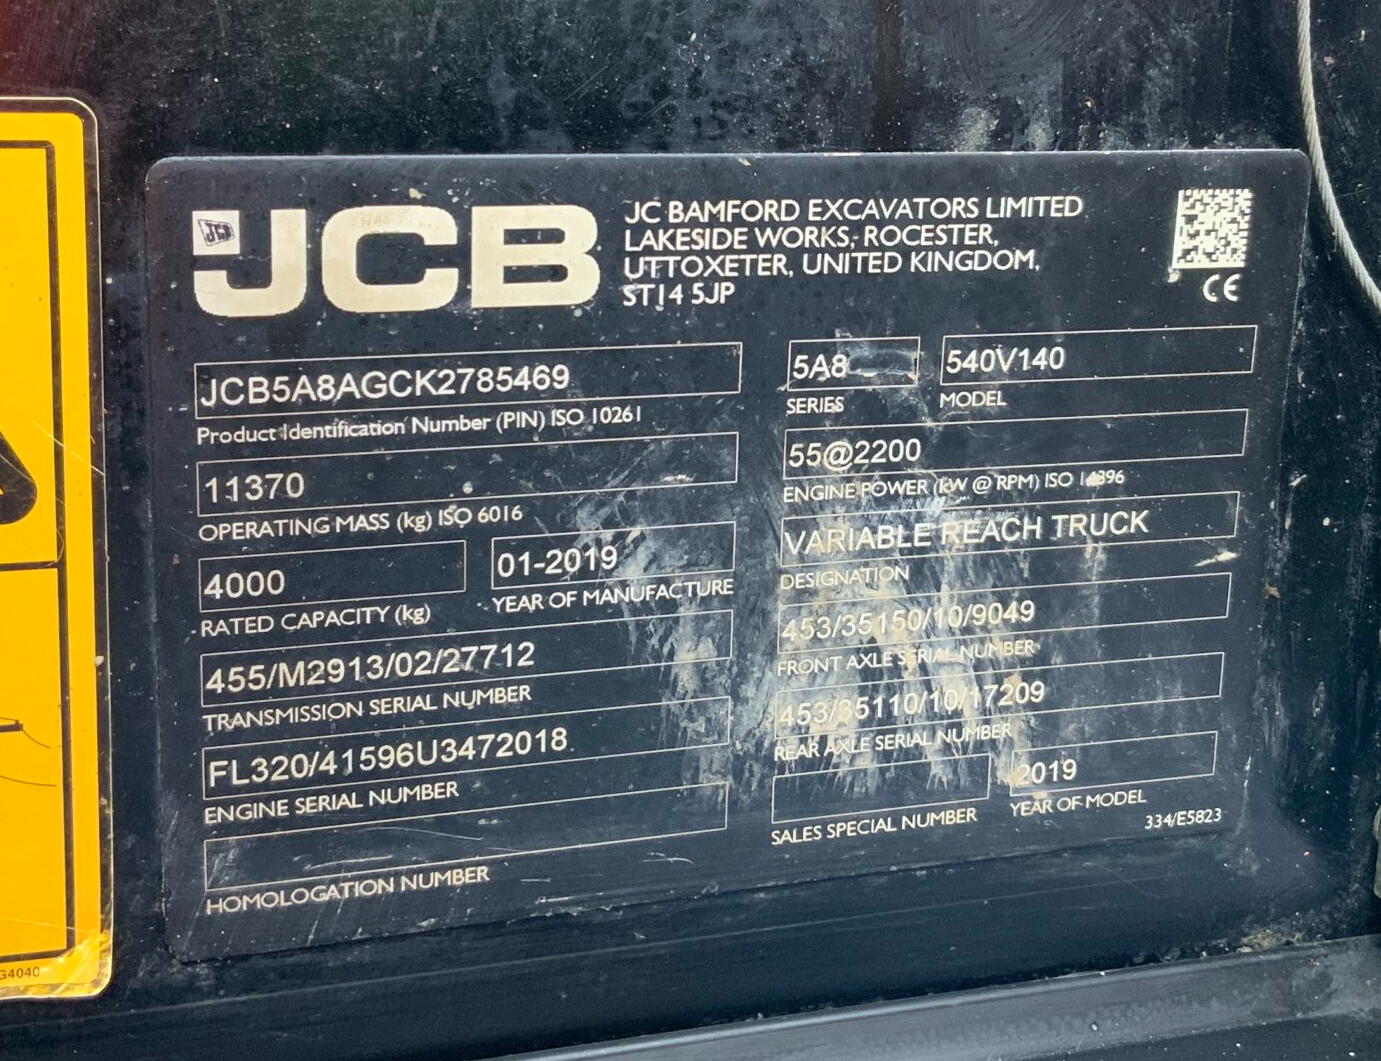 JCB
JCB
JC BAMFORD EXCAVATORS LIMITED
LAKESIDE WORKS, ROCESTER,
UTTOXETER, UNITED KINGDOM,
ST14 5JP
CE
JCB5A8AGCK2785469
Product Identification Number (PIN) ISO 10261
5A8
SERIES
540V140
MODEL
11370
OPERATING MASS (kg) ISO 6016
55@2200
ENGINE POWER (kW @ RPM) ISO 14396
4000
RATED CAPACITY (kg)
01-2019
YEAR OF MANUFACTURE
VARIABLE REACH TRUCK
DESIGNATION
455/M2913/02/27712
TRANSMISSION SERIAL NUMBER
453/35150/10/9049
FRONT AXLE SERIAL NUMBER
FL320/41596U3472018
ENGINE SERIAL NUMBER
453/35110/10/17209
REAR AXLE SERIAL NUMBER
HOMOLOGATION NUMBER
SALES SPECIAL NUMBER
2019
YEAR OF MODEL
334/E5823
G4040